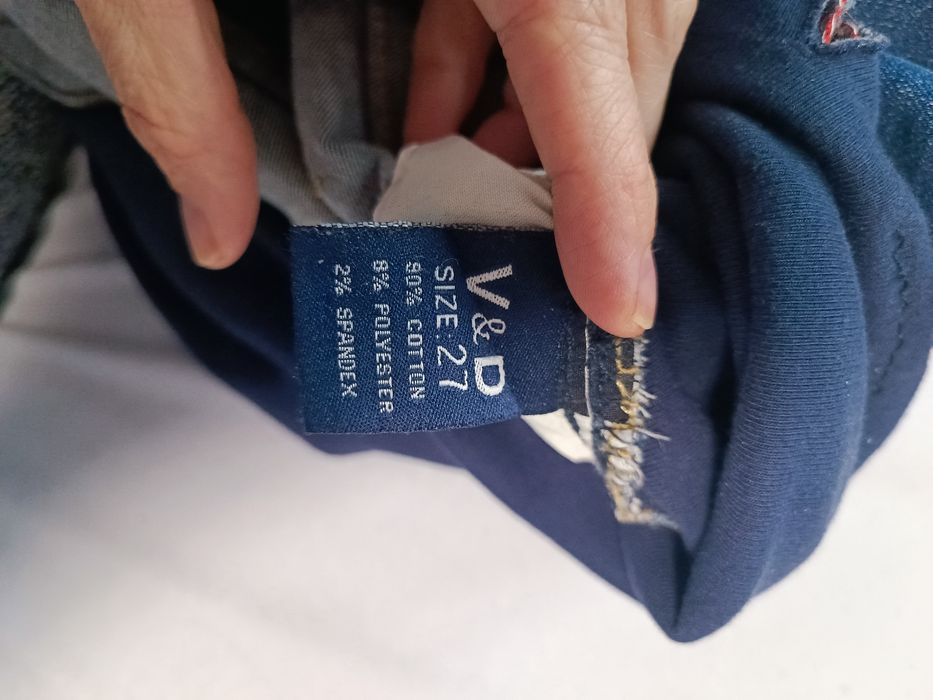 V&D
SIZE:27
90% COTTON
8% POLYESTER
2% SPANDEX